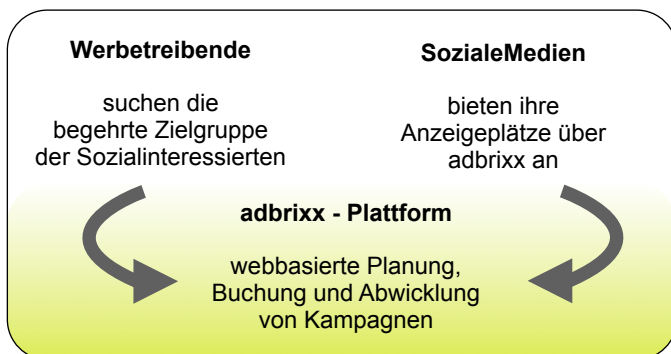 Werbetreibende
suchen die
begehrte Zielgruppe
der Sozialinteressierten
SozialeMedien
bieten ihre
Anzeigeplätze über
adbrixx an
adbrixx - Plattform
webbasierte Planung,
Buchung und Abwicklung
von Kampagnen